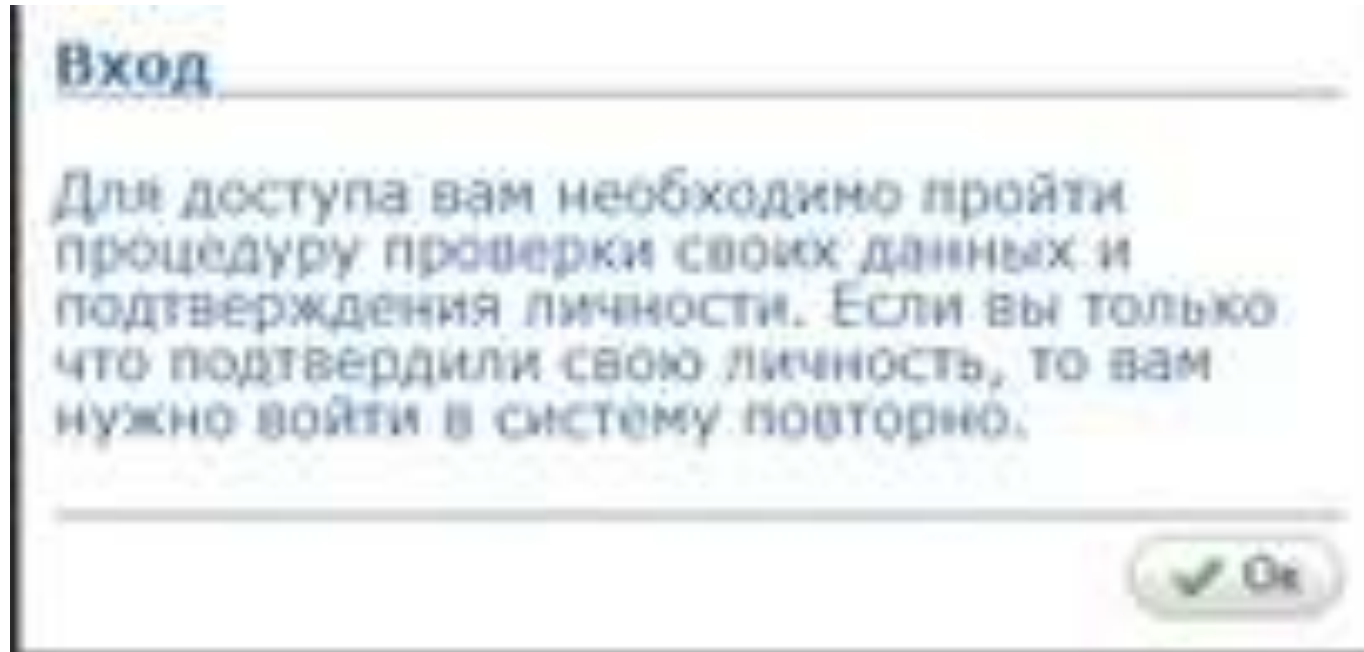 Вход
Для доступа вам необходимо пройти
процедуру проверки своих данных и
подтверждения личности. Если вы только
что подтвердили свою личность, то вам
нужно войти в систему повторно.
Ок